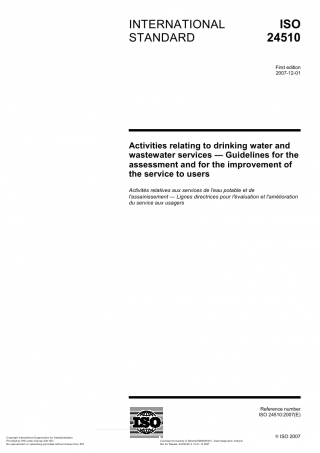 INTERNATIONAL
STANDARD
ISO
24510
First edition
2007-12-01
Activities relating to drinking water and
wastewater services — Guidelines for the
assessment and for the improvement of
the service to users
Activités relatives aux services de l'eau potable et de
l'assainissement — Lignes directrices pour l'évaluation et l'amélioration
du service aux usagers
ISO
Reference number
ISO 24510:2007(E)
© ISO 2007